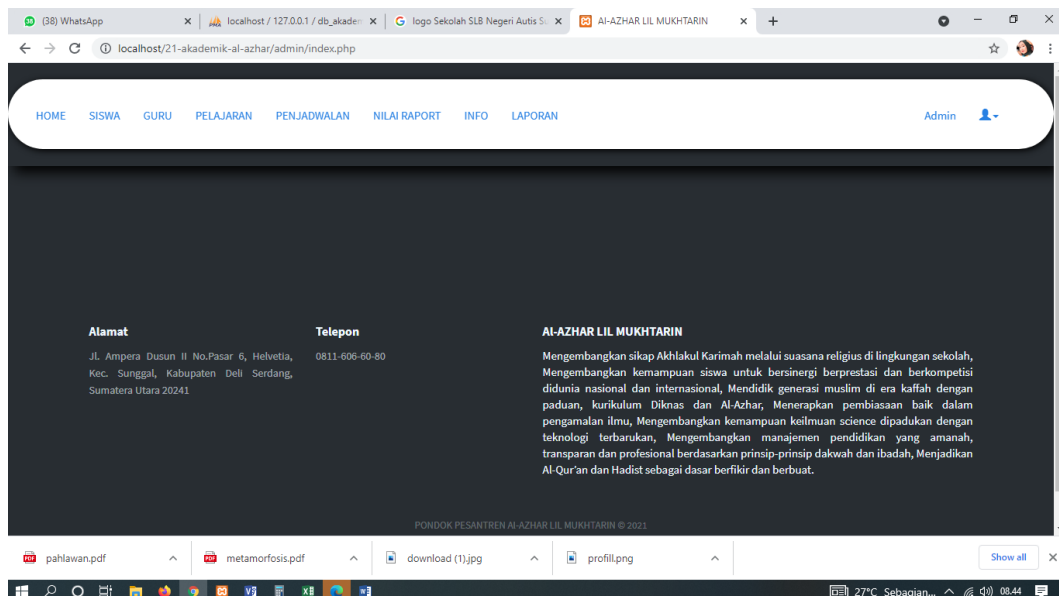 (38) WhatsApp
localhost / 127.0.0.1 / db_akaden
logo Sekolah SLB Negeri Autis Su
Al-AZHAR LIL MUKHTARIN
localhost/21-akademik-al-azhar/admin/index.php
HOME SISWA GURU PELAJARAN PENJADWALAN NILAI RAPORT INFO LAPORAN Admin
Alamat
Jl. Ampera Dusun II No.Pasar 6, Helvetia,
Kec. Sunggal, Kabupaten Deli Serdang,
Sumatera Utara 20241
Telepon
0811-606-60-80
Al-AZHAR LIL MUKHTARIN
Mengembangkan sikap Akhlakul Karimah melalui suasana religius di lingkungan sekolah,
Mengembangkan kemampuan siswa untuk bersinergi berprestasi dan berkompetisi
didunia nasional dan internasional, Mendidik generasi muslim di era kaffah dengan
paduan, kurikulum Diknas dan Al-Azhar, Menerapkan pembiasaan baik dalam
pengamalan ilmu, Mengembangkan kemampuan keilmuan science dipadukan dengan
teknologi terbarukan, Mengembangkan manajemen pendidikan yang amanah,
transparan dan profesional berdasarkan prinsip-prinsip dakwah dan ibadah, Menjadikan
Al-Qur'an dan Hadist sebagai dasar berfikir dan berbuat.
PONDOK PESANTREN Al-AZHAR LIL MUKHTARIN © 2021
pahlawan.pdf
metamorfosis.pdf
download (1).jpg
profill.png
Show all
27°C Sebagian... 08.44